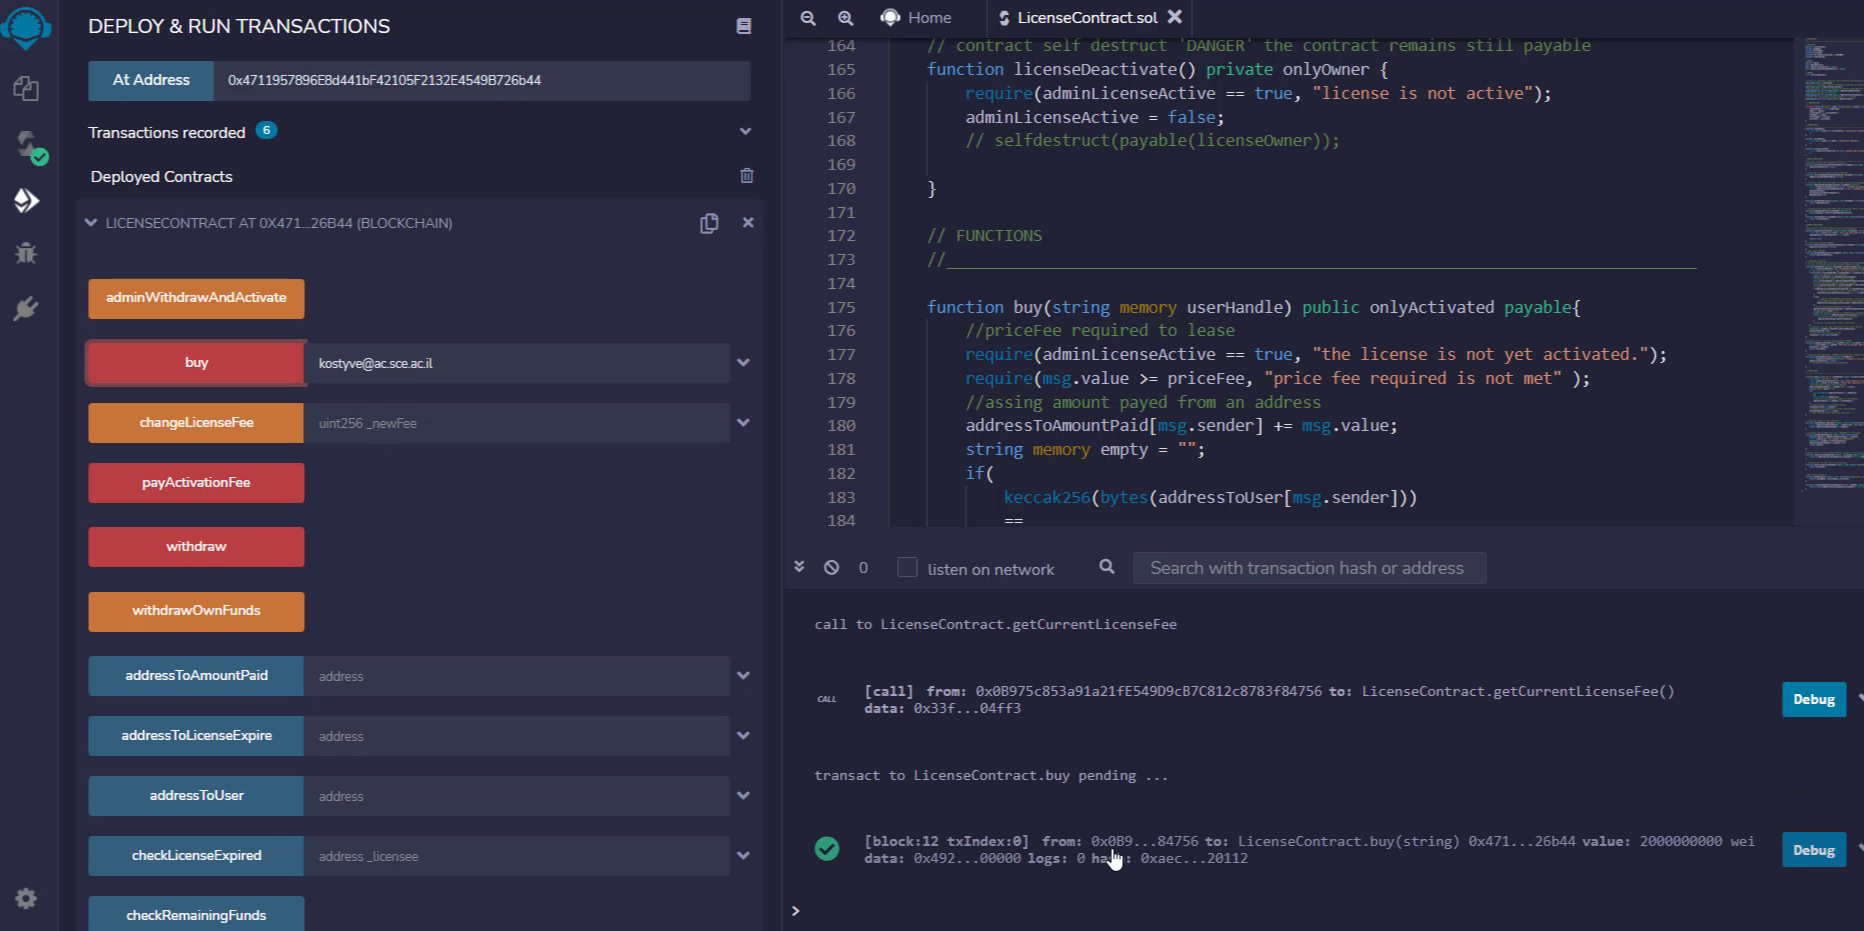 DEPLOY & RUN TRANSACTIONS
At Address 0x4711957896E8d441bF42105F2132E4549B726b44
Transactions recorded 6
Deployed Contracts
LICENSECONTRACT AT 0X471...26B44 (BLOCKCHAIN)
adminWithdrawAndActivate
buy kostyve@ac.sce.ac.il
changeLicenseFee uint256 _newFee
payActivationFee
withdraw
withdrawOwnFunds
addressToAmountPaid address
addressToLicenseExpire address
addressToUser address
checkLicenseExpired address _licensee
checkRemainingFunds
Home LicenseContract.sol
164 // contract self destruct 'DANGER' the contract remains still payable
165 function licenseDeactivate() private onlyOwner {
166 require(adminLicenseActive == true, "license is not active");
167 adminLicenseActive = false;
168 // selfdestruct(payable(licenseOwner));
169
170 }
171
172 // FUNCTIONS
173 //______________________________________________________________________________
174
175 function buy(string memory userHandle) public onlyActivated payable{
176 //priceFee required to lease
177 require(adminLicenseActive == true, "the license is not yet activated.");
178 require(msg.value >= priceFee, "price fee required is not met" );
179 //assing amount payed from an address
180 addressToAmountPaid[msg.sender] += msg.value;
181 string memory empty = "";
182 if(
183 keccak256(bytes(addressToUser[msg.sender]))
184 ==
0 listen on network Search with transaction hash or address
call to LicenseContract.getCurrentLicenseFee
CALL [call] from: 0x0B975c853a91a21fE549D9cB7C812c8783f84756 to: LicenseContract.getCurrentLicenseFee()
data: 0x33f...04ff3
Debug
transact to LicenseContract.buy pending ...
[block:12 txIndex:0] from: 0x0B9...84756 to: LicenseContract.buy(string) 0x471...26b44 value: 2000000000 wei
data: 0x492...00000 logs: 0 0xaec...20112
Debug
>